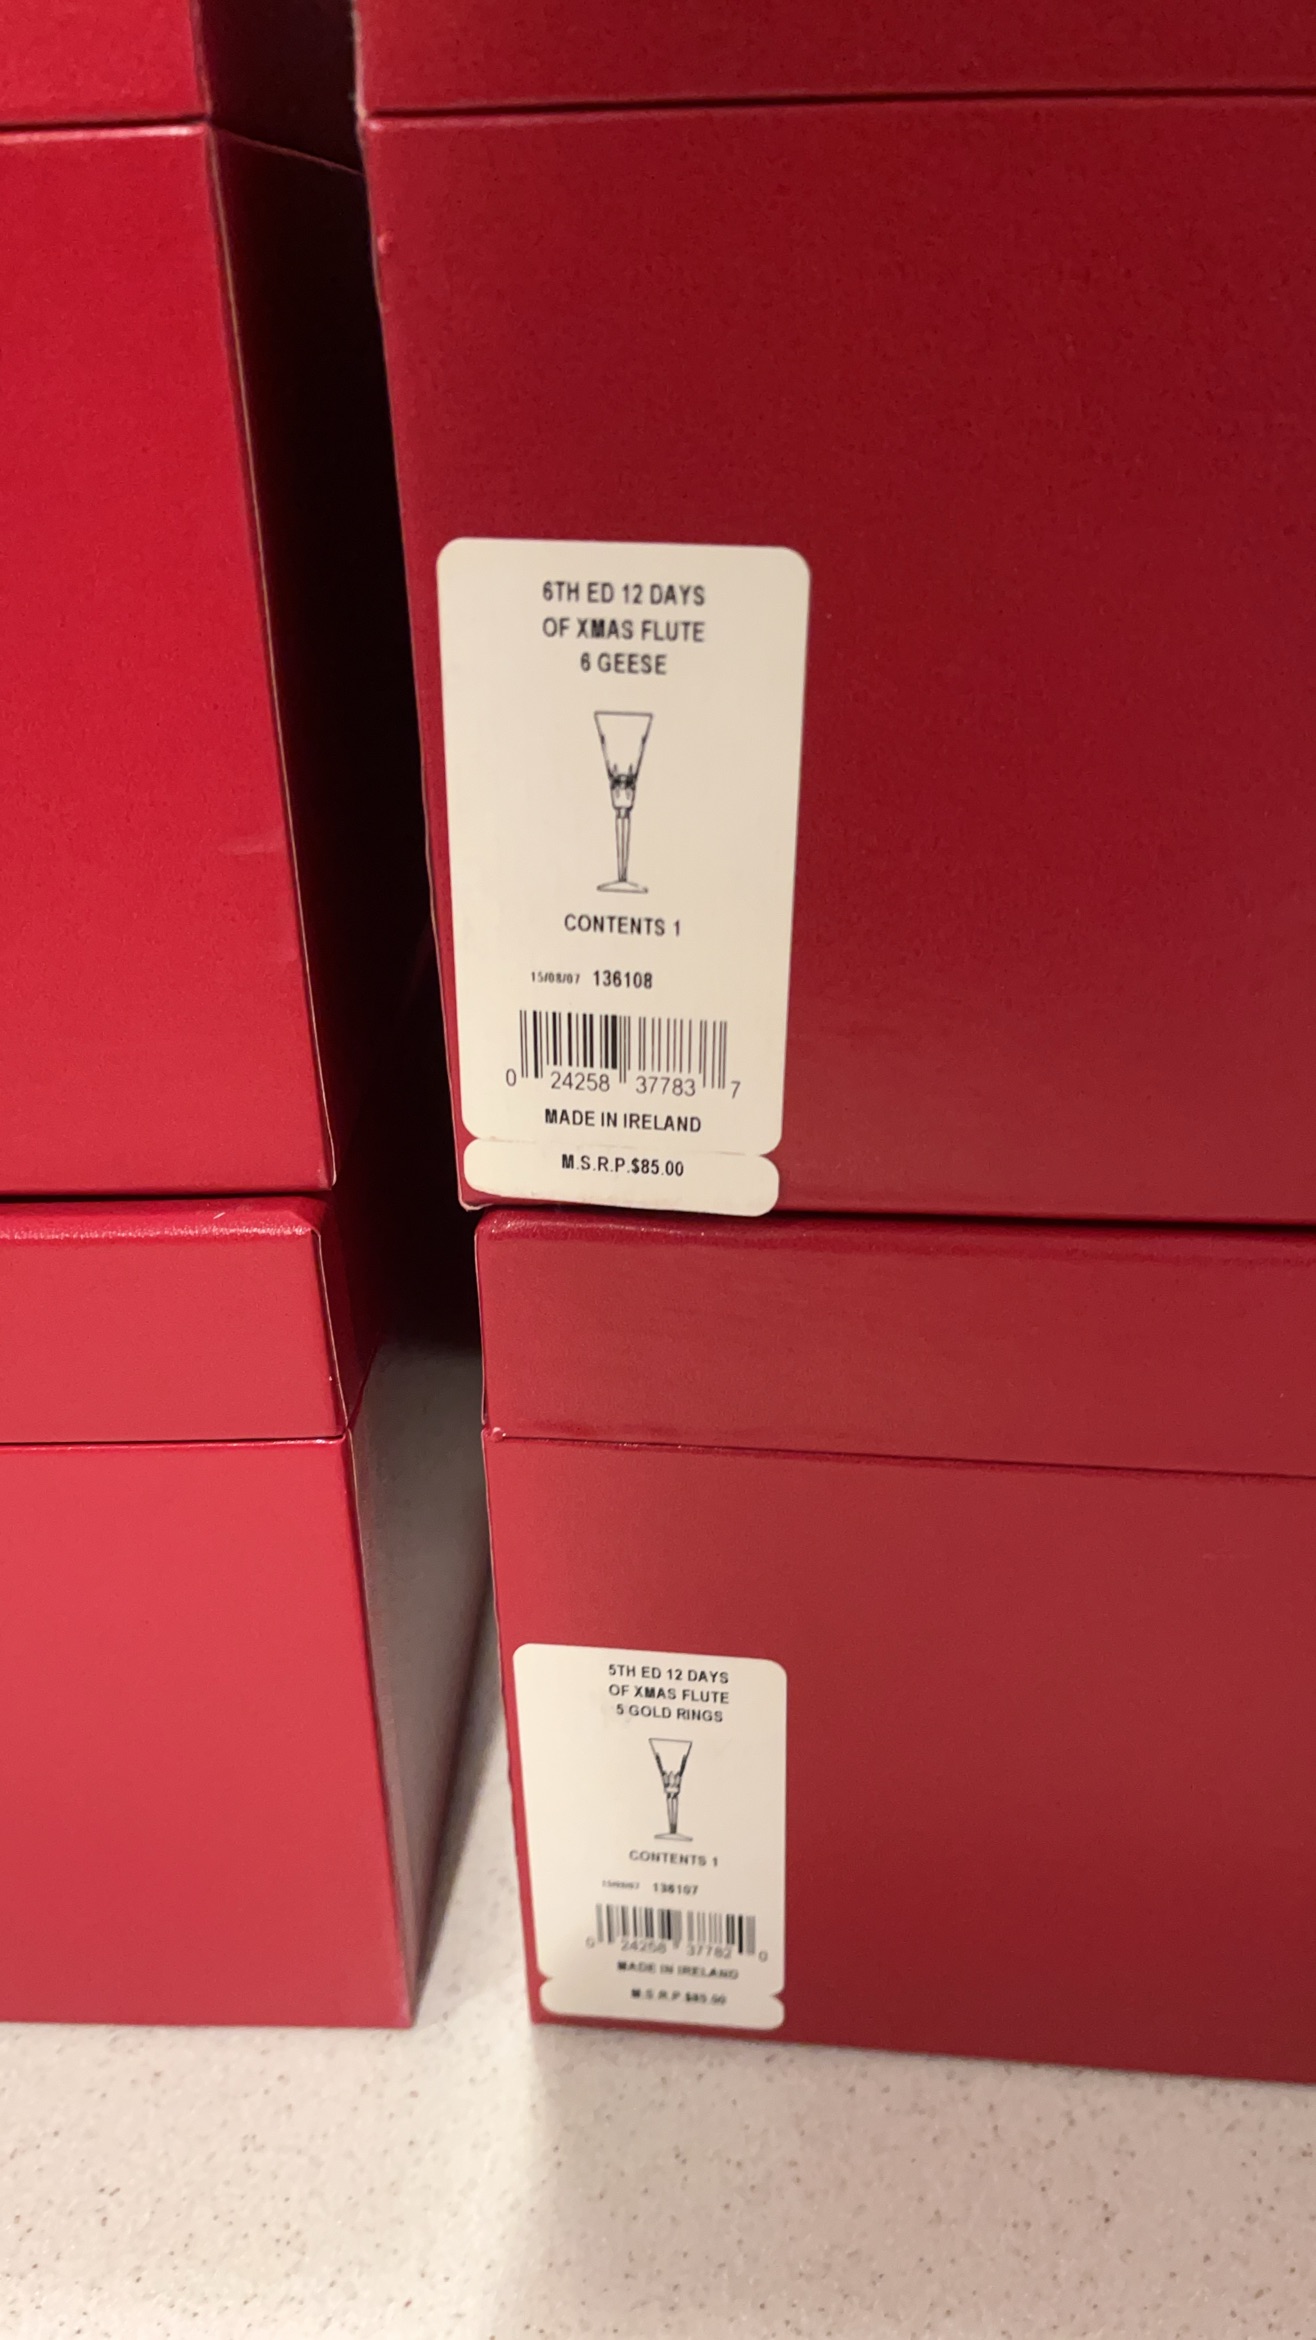 6TH ED 12 DAYS
OF XMAS FLUTE
6 GEESE
CONTENTS 1
15/08/07 136108
0 24258 37783 7
MADE IN IRELAND
M.S.R.P.$85.00
5TH ED 12 DAYS
OF XMAS FLUTE
5 GOLD RINGS
CONTENTS 1
136107
0 24258 37782 0
MADE IN IRELAND
M.S.R.P.$85.00